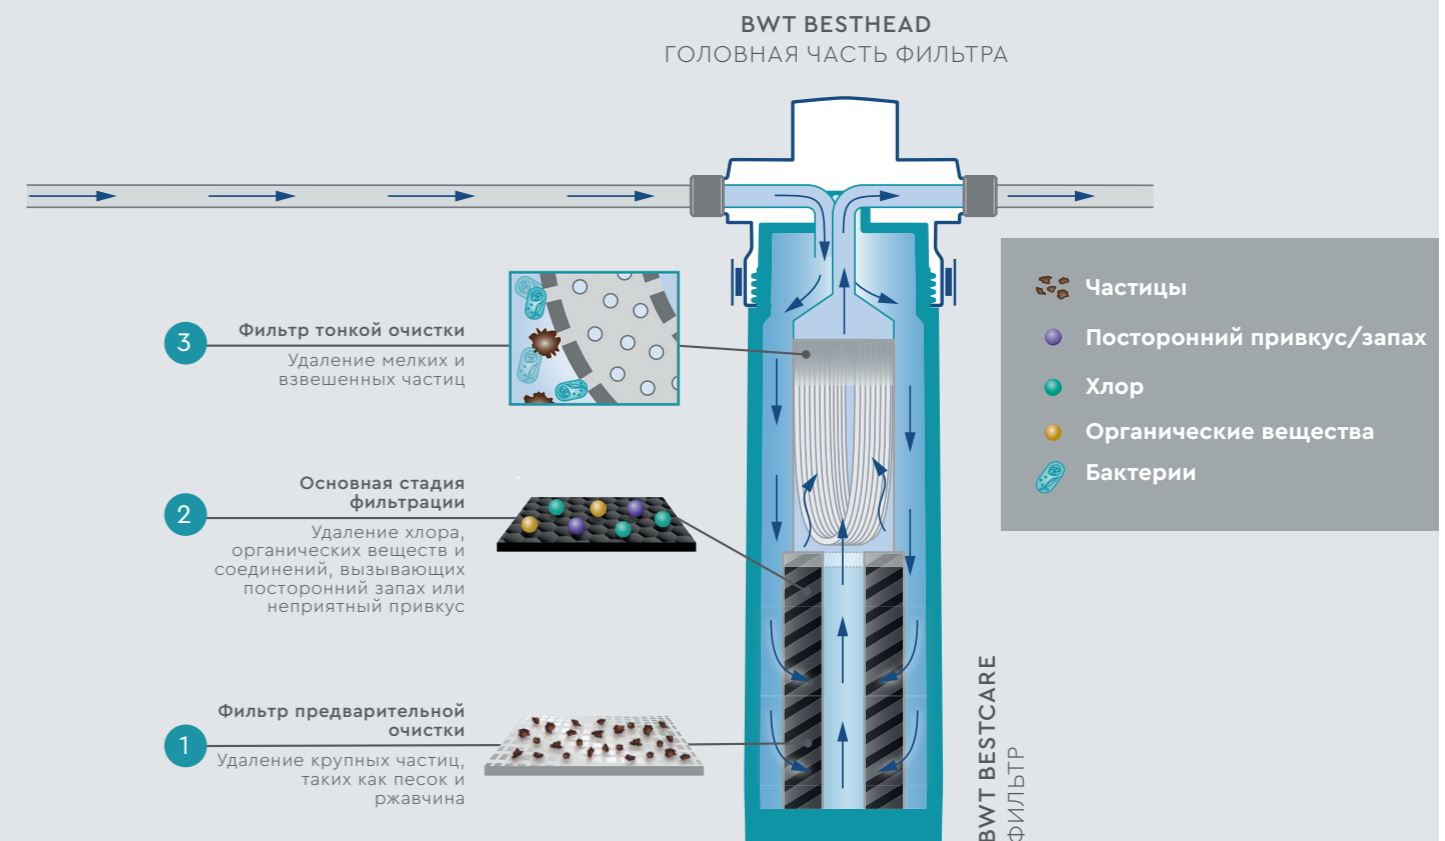 BWT BESTHEAD
ГОЛОВНАЯ ЧАСТЬ ФИЛЬТРА
3
Фильтр тонкой очистки
Удаление мелких и
взвешенных частиц
2
Основная стадия
фильтрации
Удаление хлора,
органических веществ и
соединений, вызывающих
посторонний запах или
неприятный привкус
1
Фильтр предварительной
очистки
Удаление крупных частиц,
таких как песок и
ржавчина
Частицы
Посторонний привкус/запах
Хлор
Органические вещества
Бактерии
BWT BESTCARE
ФИЛЬТР